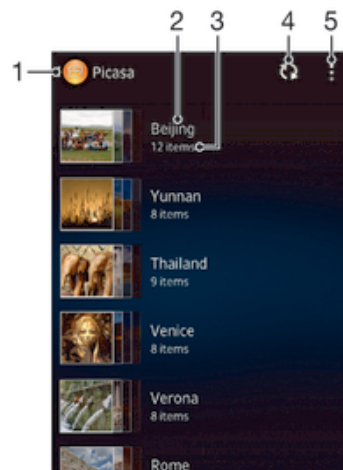 2 4 5
3
1 Picasa
Beijing
12 items
Yunnan
8 items
Thailand
9 items
Venice
8 items
Verona
8 items
Rome